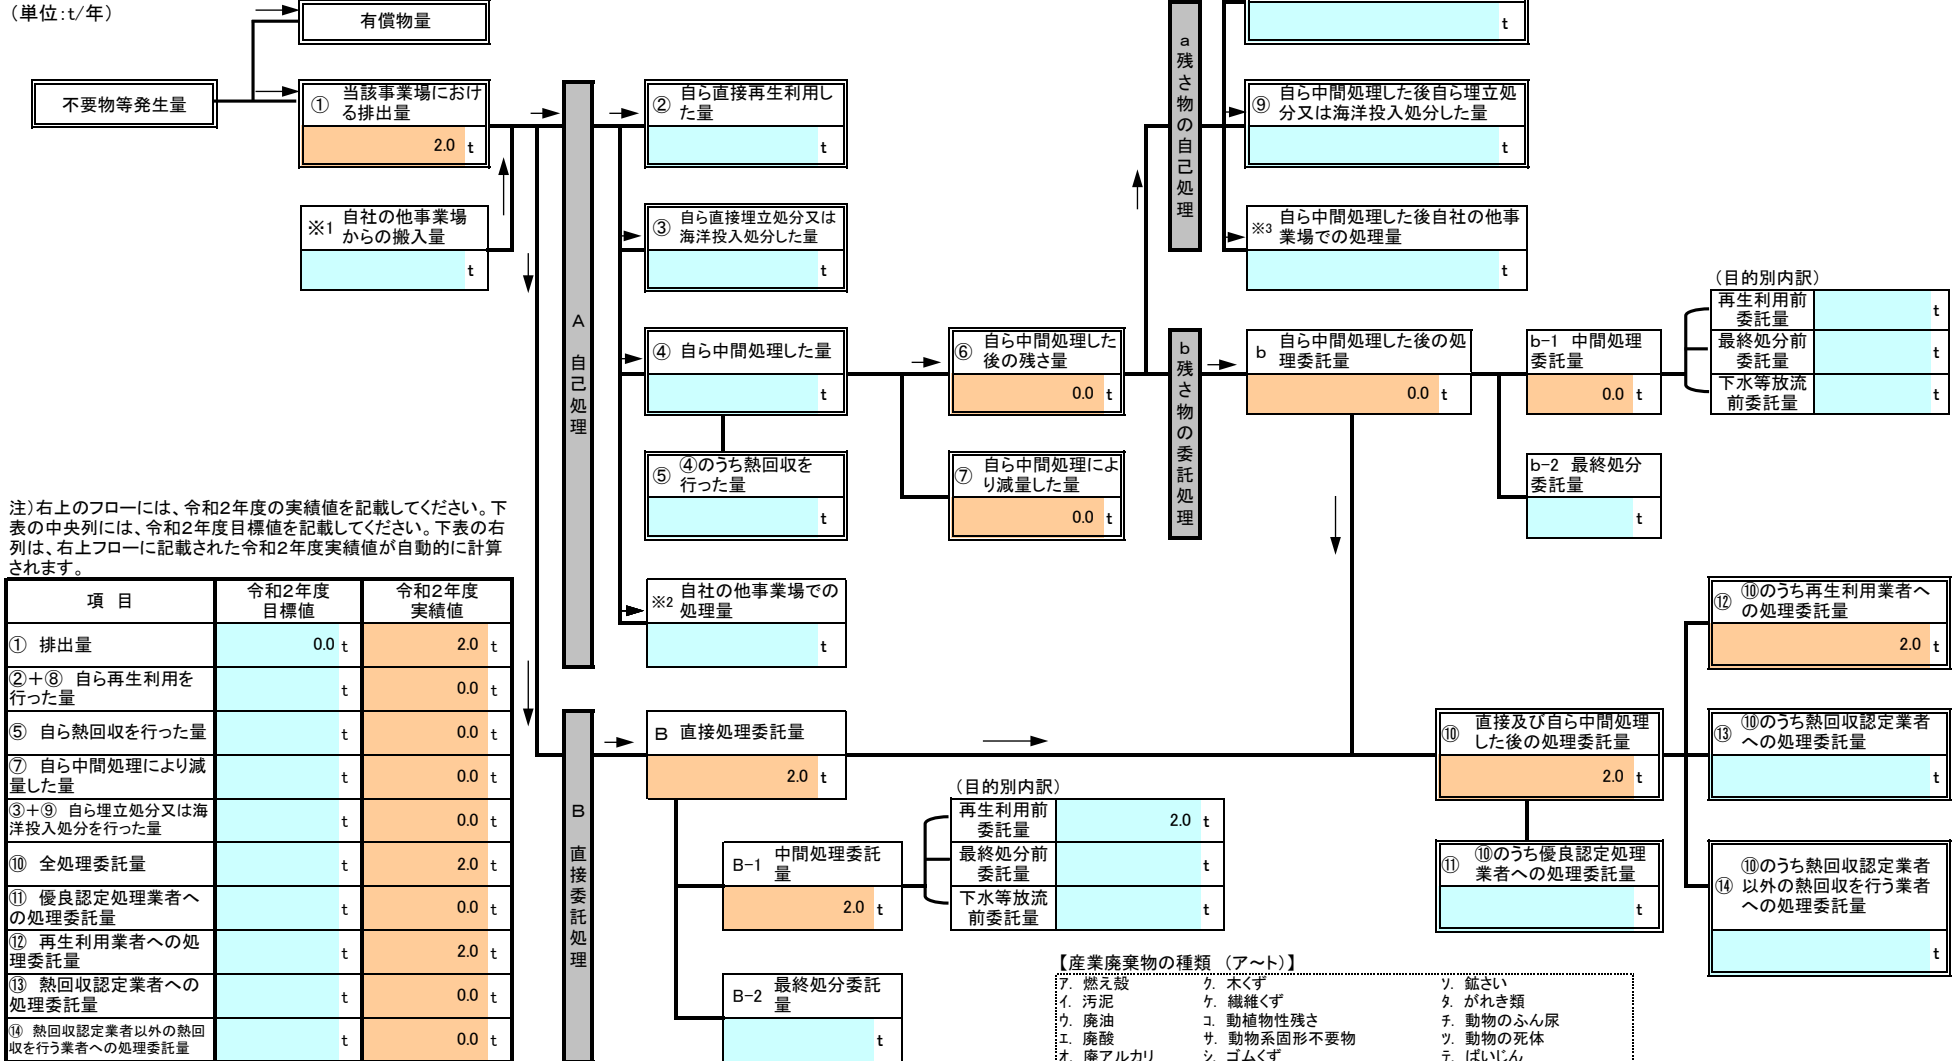 (単位:t/年)
有償物量
不要物等発生量
① 当該事業場におけ
る排出量
2.0 t
※1 自社の他事業場
からの搬入量
t
A 自己処理
② 自ら直接再生利用し
た量
t
③ 自ら直接埋立処分又は
海洋投入処分した量
t
④ 自ら中間処理した量
t
⑤ ④のうち熱回収を
行った量
t
※2 自社の他事業場での
処理量
t
⑥ 自ら中間処理した
後の残さ量
0.0 t
⑦ 自ら中間処理によ
り減量した量
0.0 t
a 残さ物の自己処理
t
⑨ 自ら中間処理した後自ら埋立処
分又は海洋投入処分した量
t
※3 自ら中間処理した後自社の他事
業場での処理量
t
b 残さ物の委託処理
b 自ら中間処理した後の処
理委託量
0.0 t
b-1 中間処理
委託量
0.0 t
(目的別内訳)
再生利用前
委託量 t
最終処分前
委託量 t
下水等放流
前委託量 t
b-2 最終処分
委託量
t
注)右上のフローには、令和2年度の実績値を記載してください。下
表の中央列には、令和2年度目標値を記載してください。下表の右
列は、右上フローに記載された令和2年度実績値が自動的に計算
されます。
項 目 令和2年度 目標値 令和2年度 実績値
① 排出量 0.0 t 2.0 t
②+⑧ 自ら再生利用を
行った量 t 0.0 t
⑤ 自ら熱回収を行った量 t 0.0 t
⑦ 自ら中間処理により減
量した量 t 0.0 t
③+⑨ 自ら埋立処分又は海
洋投入処分を行った量 t 0.0 t
⑩ 全処理委託量 t 2.0 t
⑪ 優良認定処理業者へ
の処理委託量 t 0.0 t
⑫ 再生利用業者への処
理委託量 t 2.0 t
⑬ 熱回収認定業者への
処理委託量 t 0.0 t
⑭ 熱回収認定業者以外の熱回
収を行う業者への処理委託量 t 0.0 t
B 直接委託処理
B 直接処理委託量
2.0 t
B-1 中間処理委託
量
2.0 t
(目的別内訳)
再生利用前
委託量 2.0 t
最終処分前
委託量 t
下水等放流
前委託量 t
B-2 最終処分委託
量
t
⑩ 直接及び自ら中間処理
した後の処理委託量
2.0 t
⑪ ⑩のうち優良認定処理
業者への処理委託量
t
⑫ ⑩のうち再生利用業者へ
の処理委託量
2.0 t
⑬ ⑩のうち熱回収認定業者
への処理委託量
t
⑭ ⑩のうち熱回収認定業者
以外の熱回収を行う業者
への処理委託量
t
【産業廃棄物の種類 (ア~ト)】
ア. 燃え殻 ク. 木くず ソ. 鉱さい
イ. 汚泥 ケ. 繊維くず タ. がれき類
ウ. 廃油 コ. 動植物性残さ チ. 動物のふん尿
エ. 廃酸 サ. 動物系固形不要物 ツ. 動物の死体
オ. 廃アルカリ シ. ゴムくず テ. ばいじん